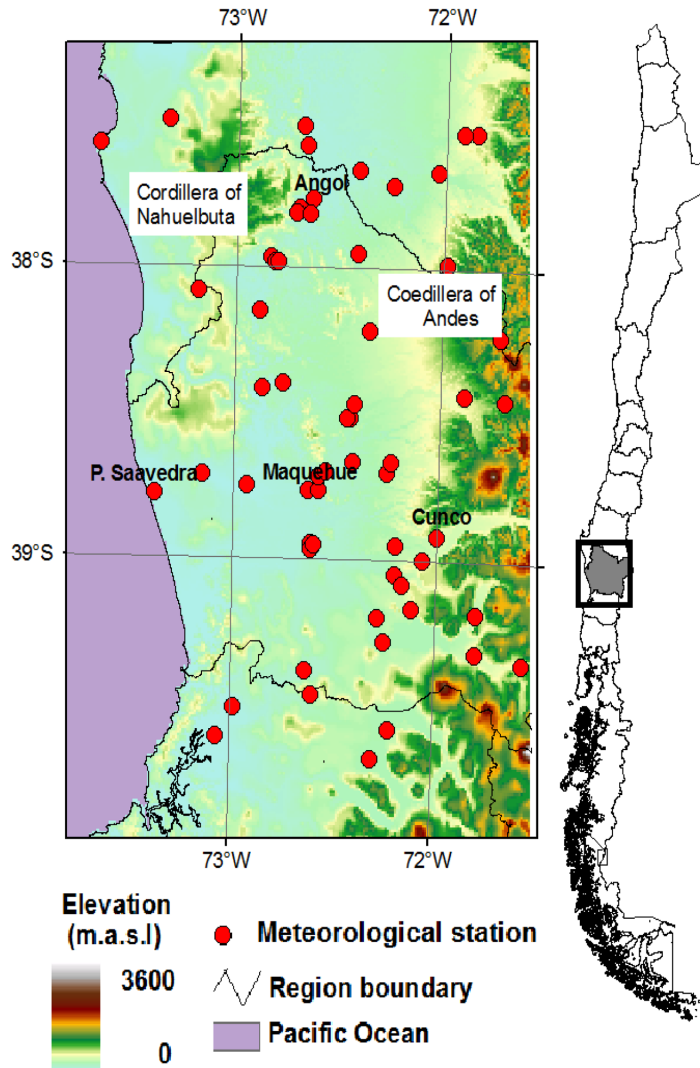 73°W
72°W
Ango
Cordillera of
Nahuelbuta
38°S
Coedillera of
Andes
P. Saavedra
Maquehue
Cunco
39°S
73°W
72°W
Elevation
(m.a.s.l)
3600
0
Meteorological station
Region boundary
Pacific Ocean